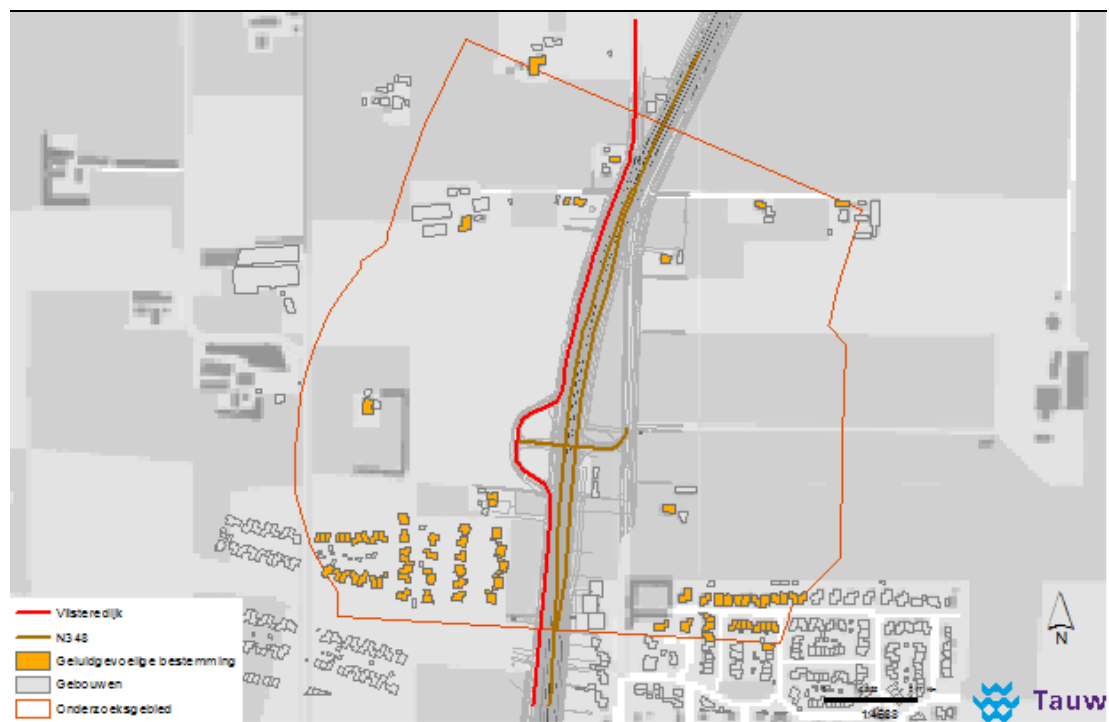 Vlisteredijk
N348
Geluidgevoelige bestemming
Gebouwen
Onderzoeksgebied
N
Tauw